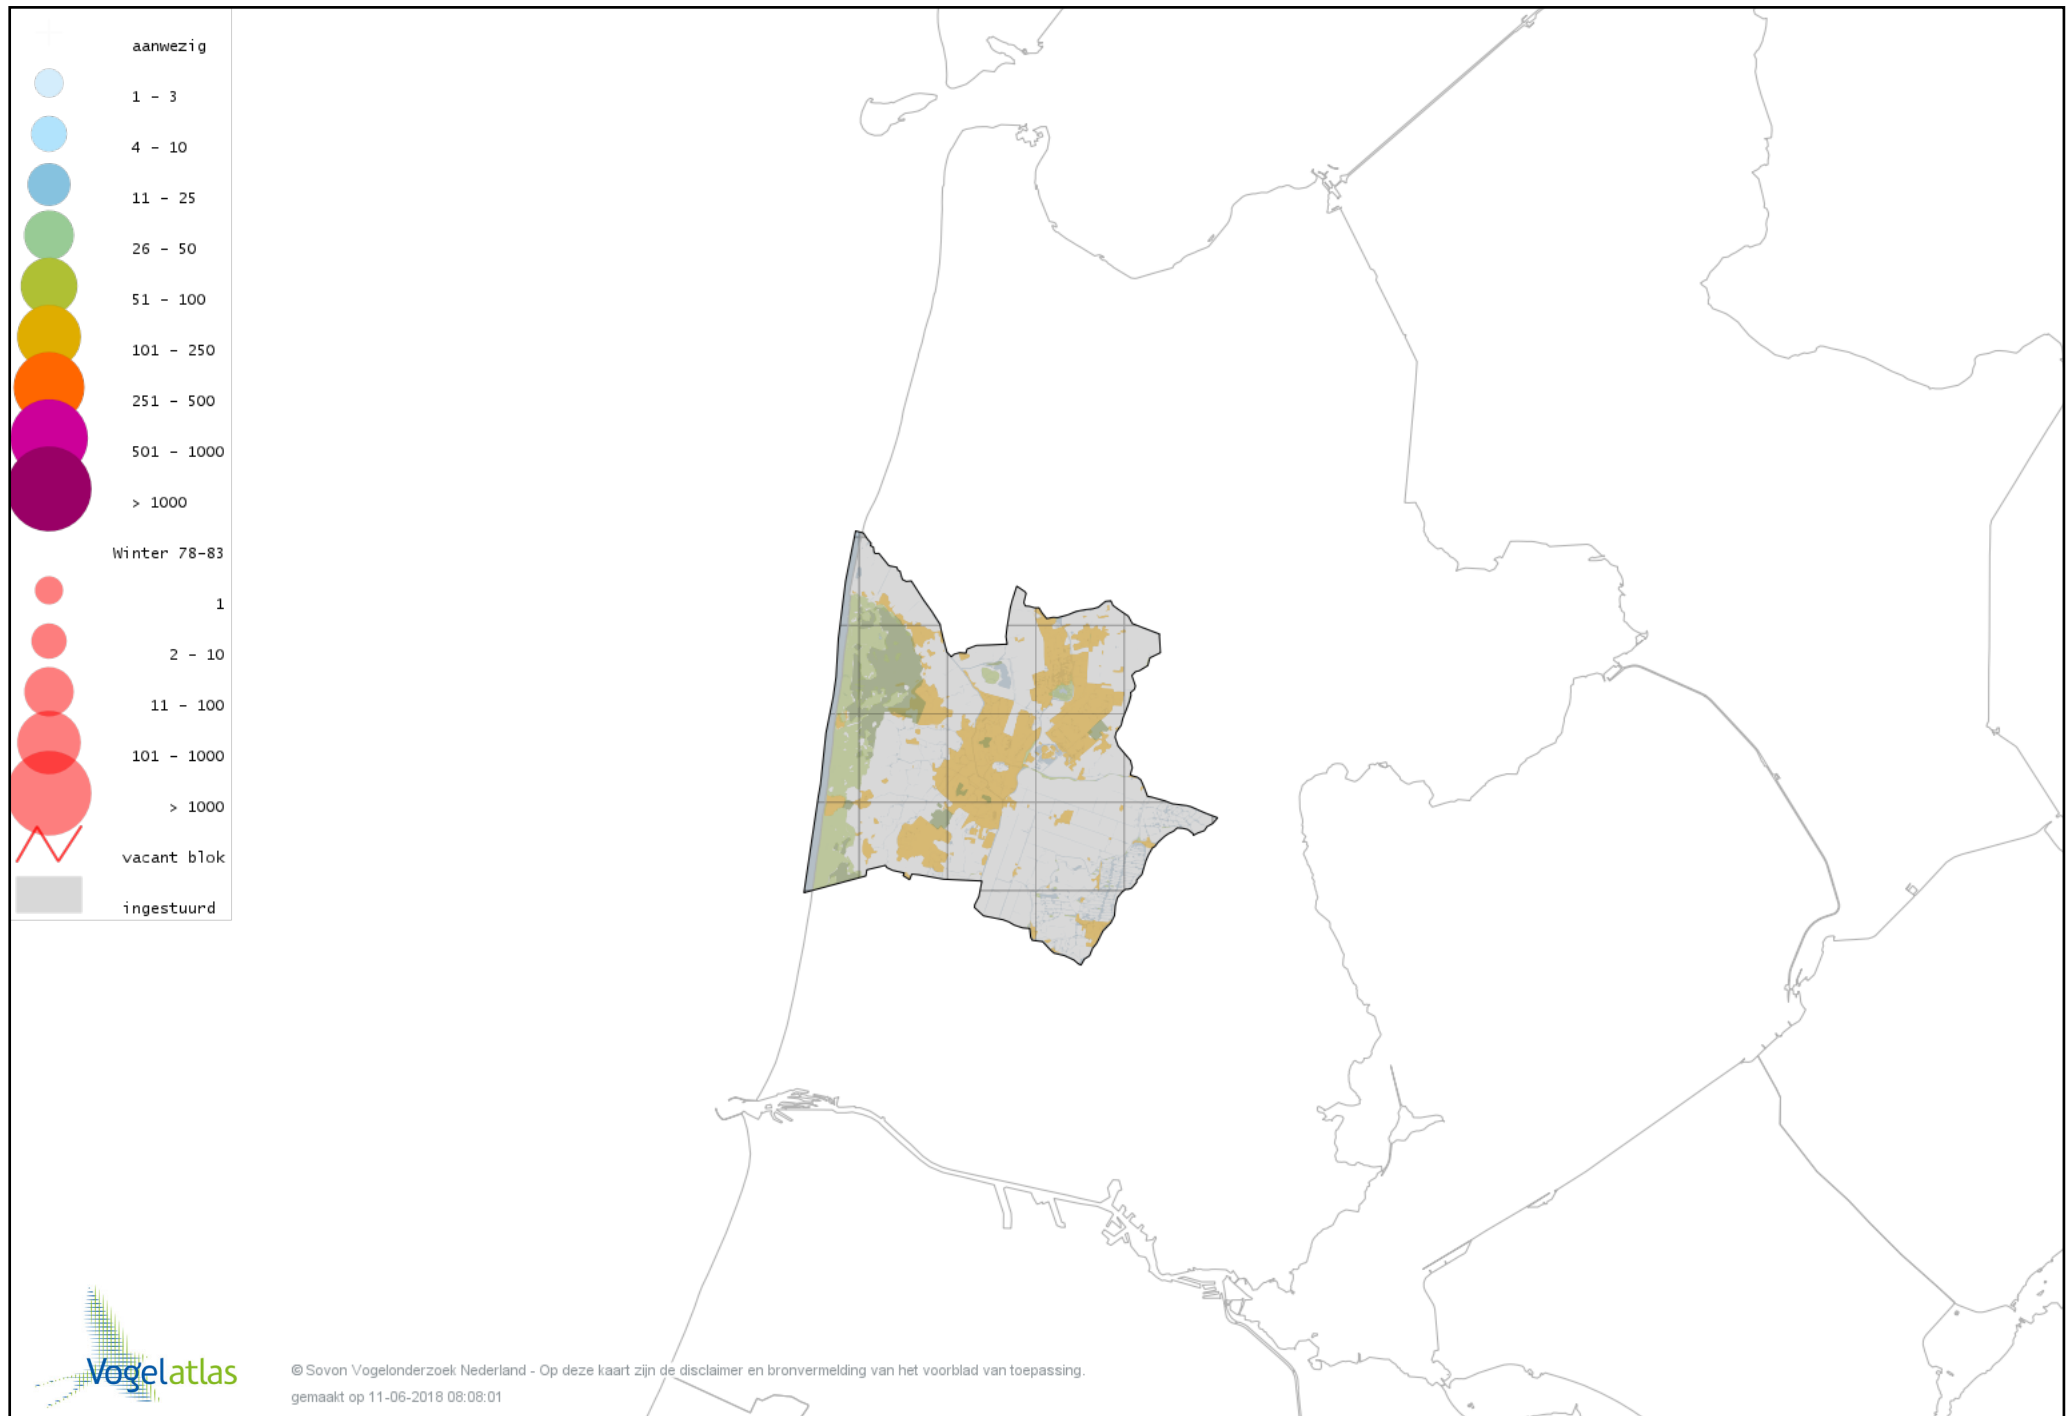 aanwezig
1 - 3
4 - 10
11 - 25
26 - 50
51 - 100
101 - 250
251 - 500
501 - 1000
> 1000
Winter 78-83
1
2 - 10
11 - 100
101 - 1000
> 1000
vacant blok
ingestuurd
Vogelatlas
© Sovon Vogelonderzoek Nederland - Op deze kaart zijn de disclaimer en bronvermelding van het voorblad van toepassing.
gemaakt op 11-06-2018 08:08:01